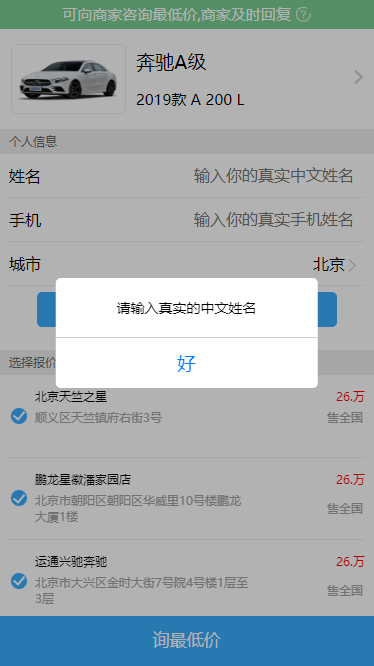 可向商家咨询最低价,商家及时回复
奔驰A级
2019款 A 200 L
个人信息
姓名 输入你的真实中文姓名
手机 输入你的真实手机姓名
城市 北京
请输入真实的中文姓名
好
选择报价
北京天竺之星 26.万
顺义区天竺镇府右街3号 售全国
鹏龙星徽瀵家园店 26.万
北京市朝阳区朝阳区华威里10号楼鹏龙 售全国
大厦1楼
运通兴驰奔驰 26.万
北京市大兴区金时大街7号院4号楼1层至 售全国
3层
询最低价